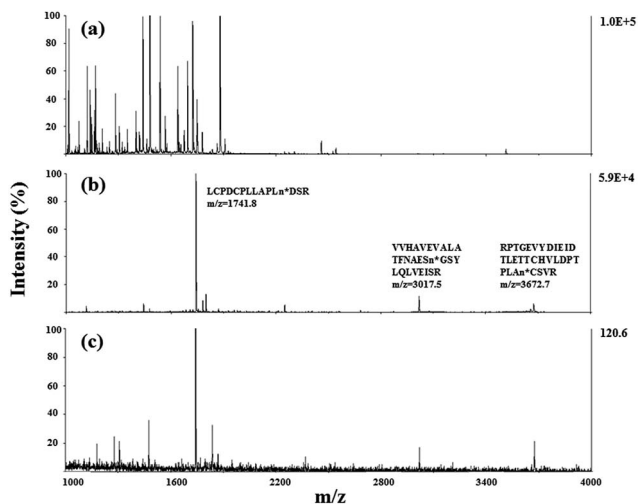 (a)
1.0E+5
100
80
60
40
20
(b)
5.9E+4
100
80
60
40
20
LCPDCPLLAPLn*DSR
m/z=1741.8
VVHAVEVALA
TFNAESn*GSY
LQLVEISR
m/z=3017.5
RPTGEVYDIEID
TLETTCHVLDPT
PLAn*CSVR
m/z=3672.7
Intensity (%)
(c)
120.6
100
80
60
40
20
0
1000 1600 2200 2800 3400 4000
m/z